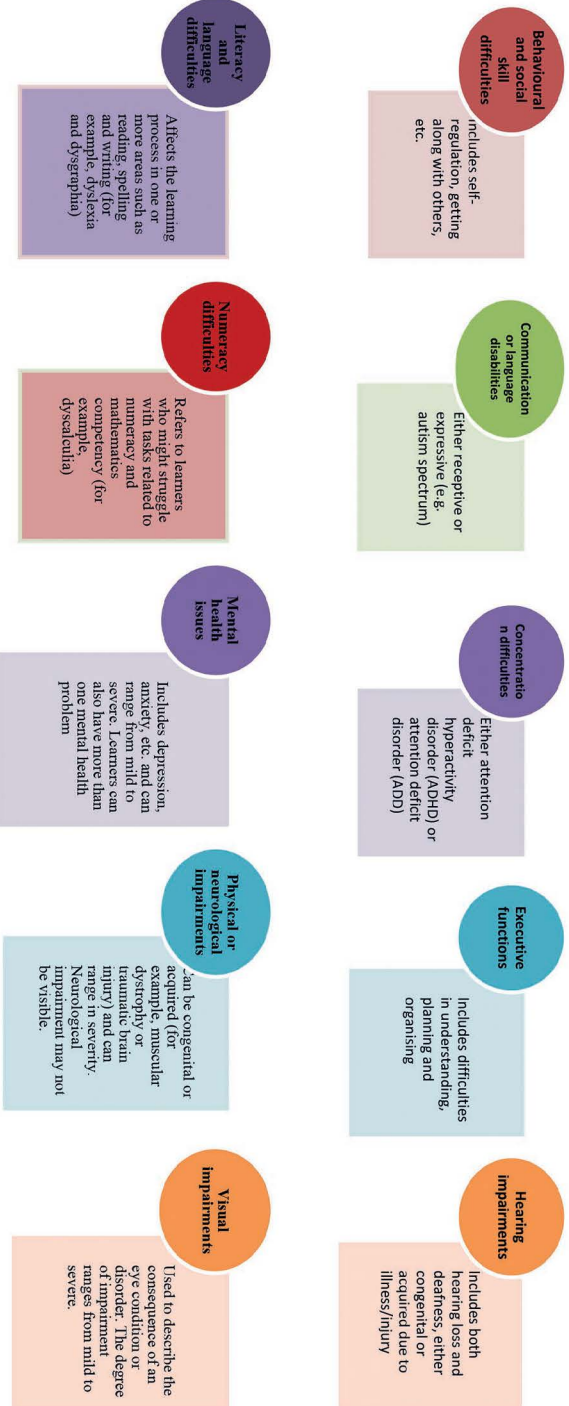 Behavioural
and social
skill
difficulties
includes self-
regulation, getting
along with others,
etc.
Communication
or language
disabilities
Either receptive or
expressive (e.g.
autism spectrum)
Concentratio
n difficulties
Either attention
deficit
hyperactivity
disorder (ADHD) or
attention deficit
disorder (ADD)
Executive
functions
Includes difficulties
in understanding,
planning and
organising
Hearing
impairments
Includes both
hearing loss and
deafness, either
congenital or
acquired due to
illness/injury
Literacy
and
language
difficulties
Affects the learning
process in one or
more areas such as
reading, spelling
and writing (for
example, dyslexia
and dysgraphia)
Numeracy
difficulties
Refers to learners
who might struggle
with tasks related to
numeracy and
mathematics
competency (for
example,
dyscalculia)
Mental
health
issues
Includes depression,
anxiety, etc. and can
range from mild to
severe. Learners can
also have more than
one mental health
problem
Physical or
neurological
impairments
Can be congenital or
acquired (for
example, muscular
dystrophy or
traumatic brain
injury) and can
range in severity.
Neurological
impairment may not
be visible.
Visual
impairments
Used to describe the
consequence of an
eye condition or
disorder. The degree
of impairment
ranges from mild to
severe.